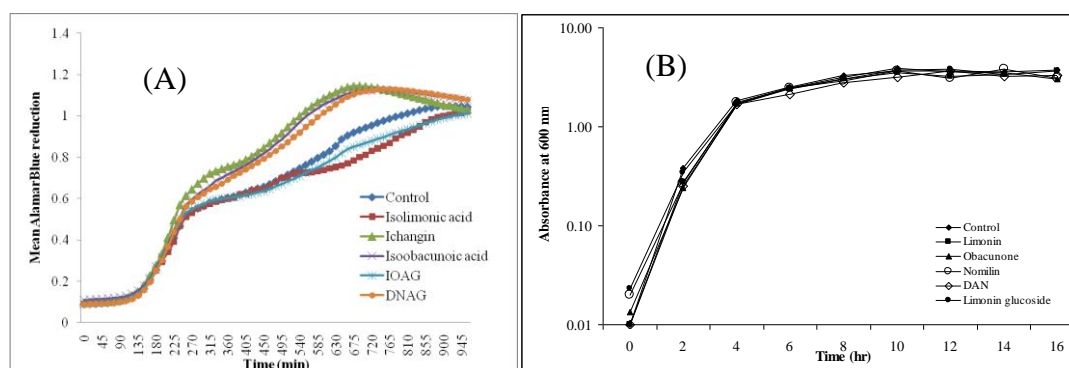 (A)
Mean AlamarBlue reduction
1.4
1.2
1
0.8
0.6
0.4
0.2
0
0 45 90 135 180 225 270 315 360 405 450 495 540 585 630 675 720 765 810 855 900 945
Time (min)
Control
Isolimonic acid
Ichangin
Isoobacunoic acid
IOAG
DNAG
(B)
Absorbance at 600 nm
10.00
1.00
0.10
0.01
0 2 4 6 8 10 12 14 16
Time (hr)
Control
Limonin
Obacunone
Nomilin
DAN
Limonin glucoside